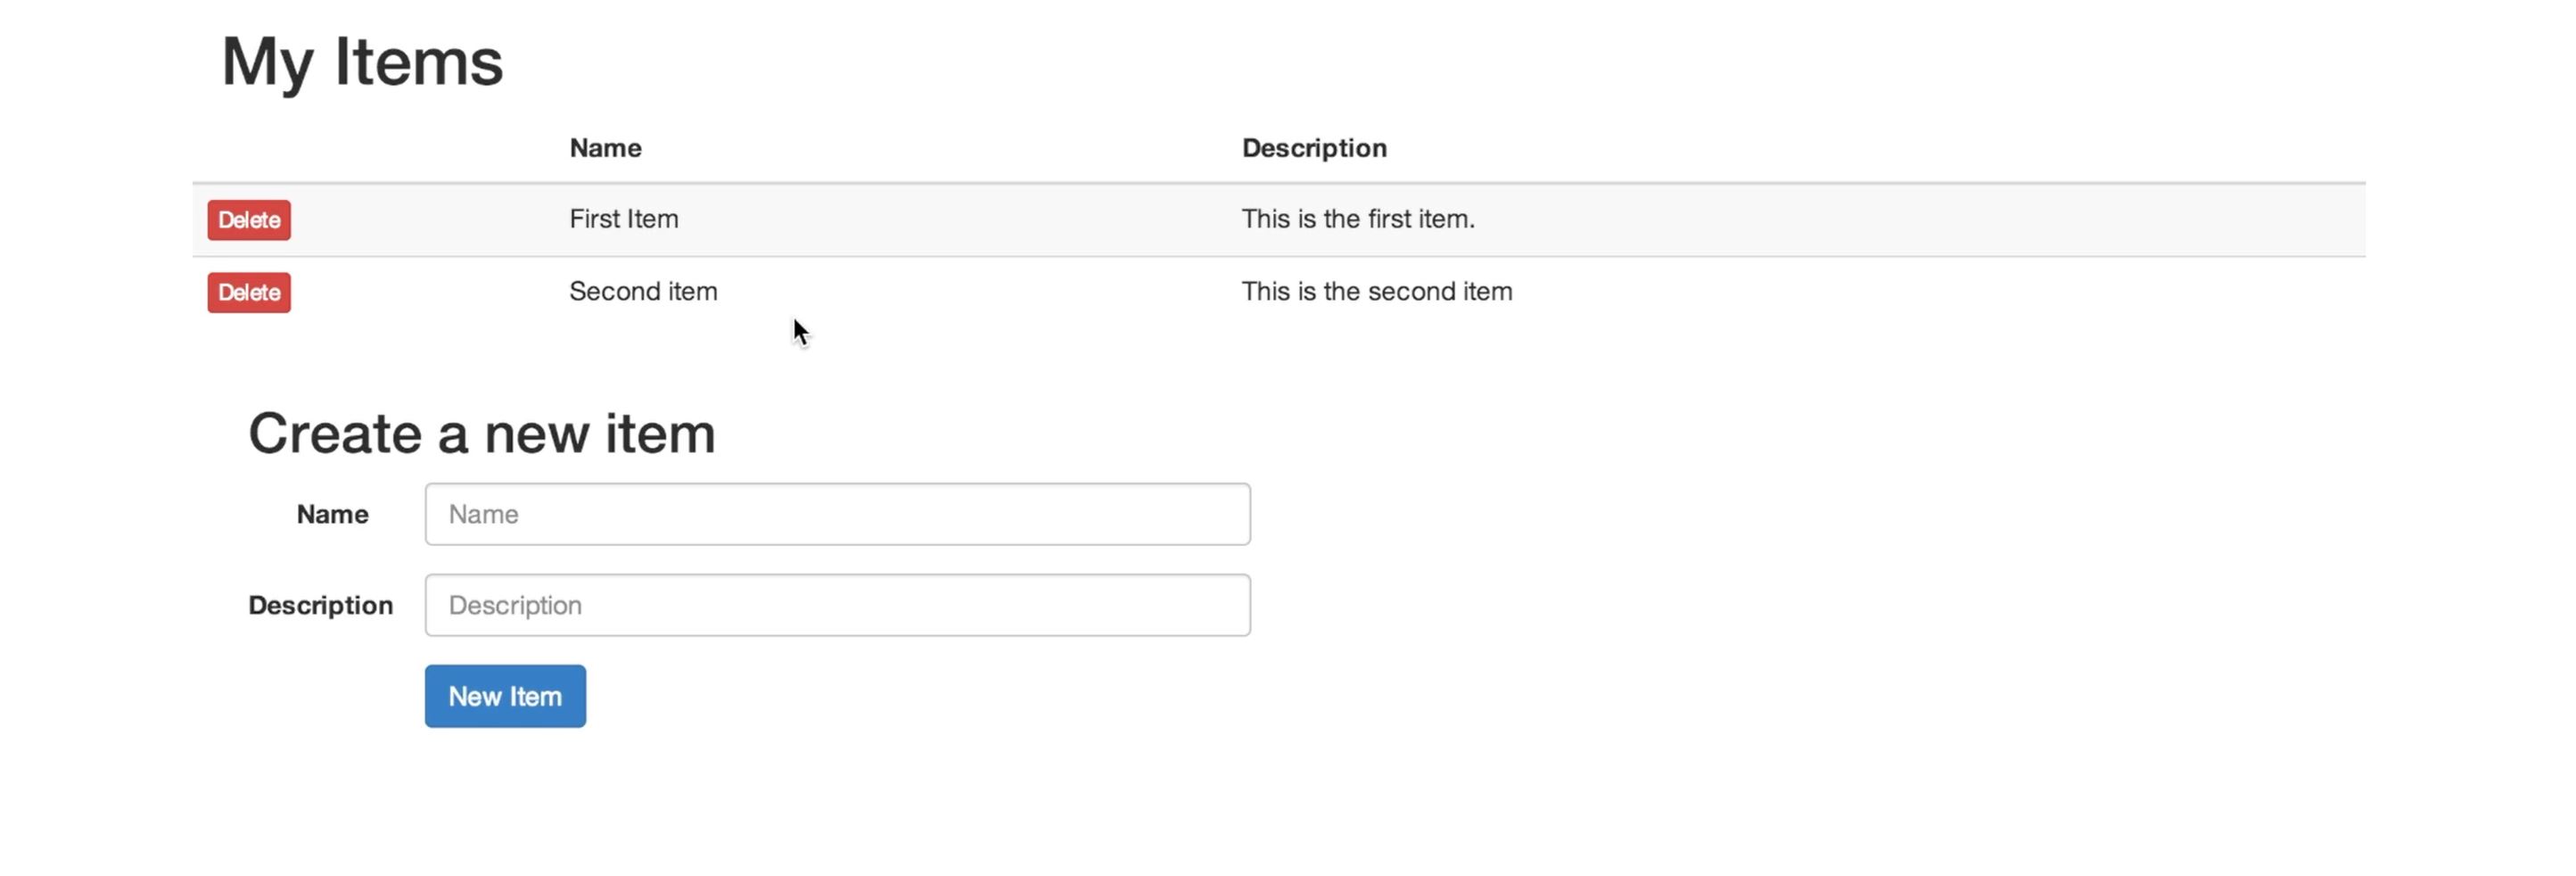 My Items
Name Description
Delete First Item This is the first item.
Delete Second item This is the second item
Create a new item
Name Name
Description Description
New Item